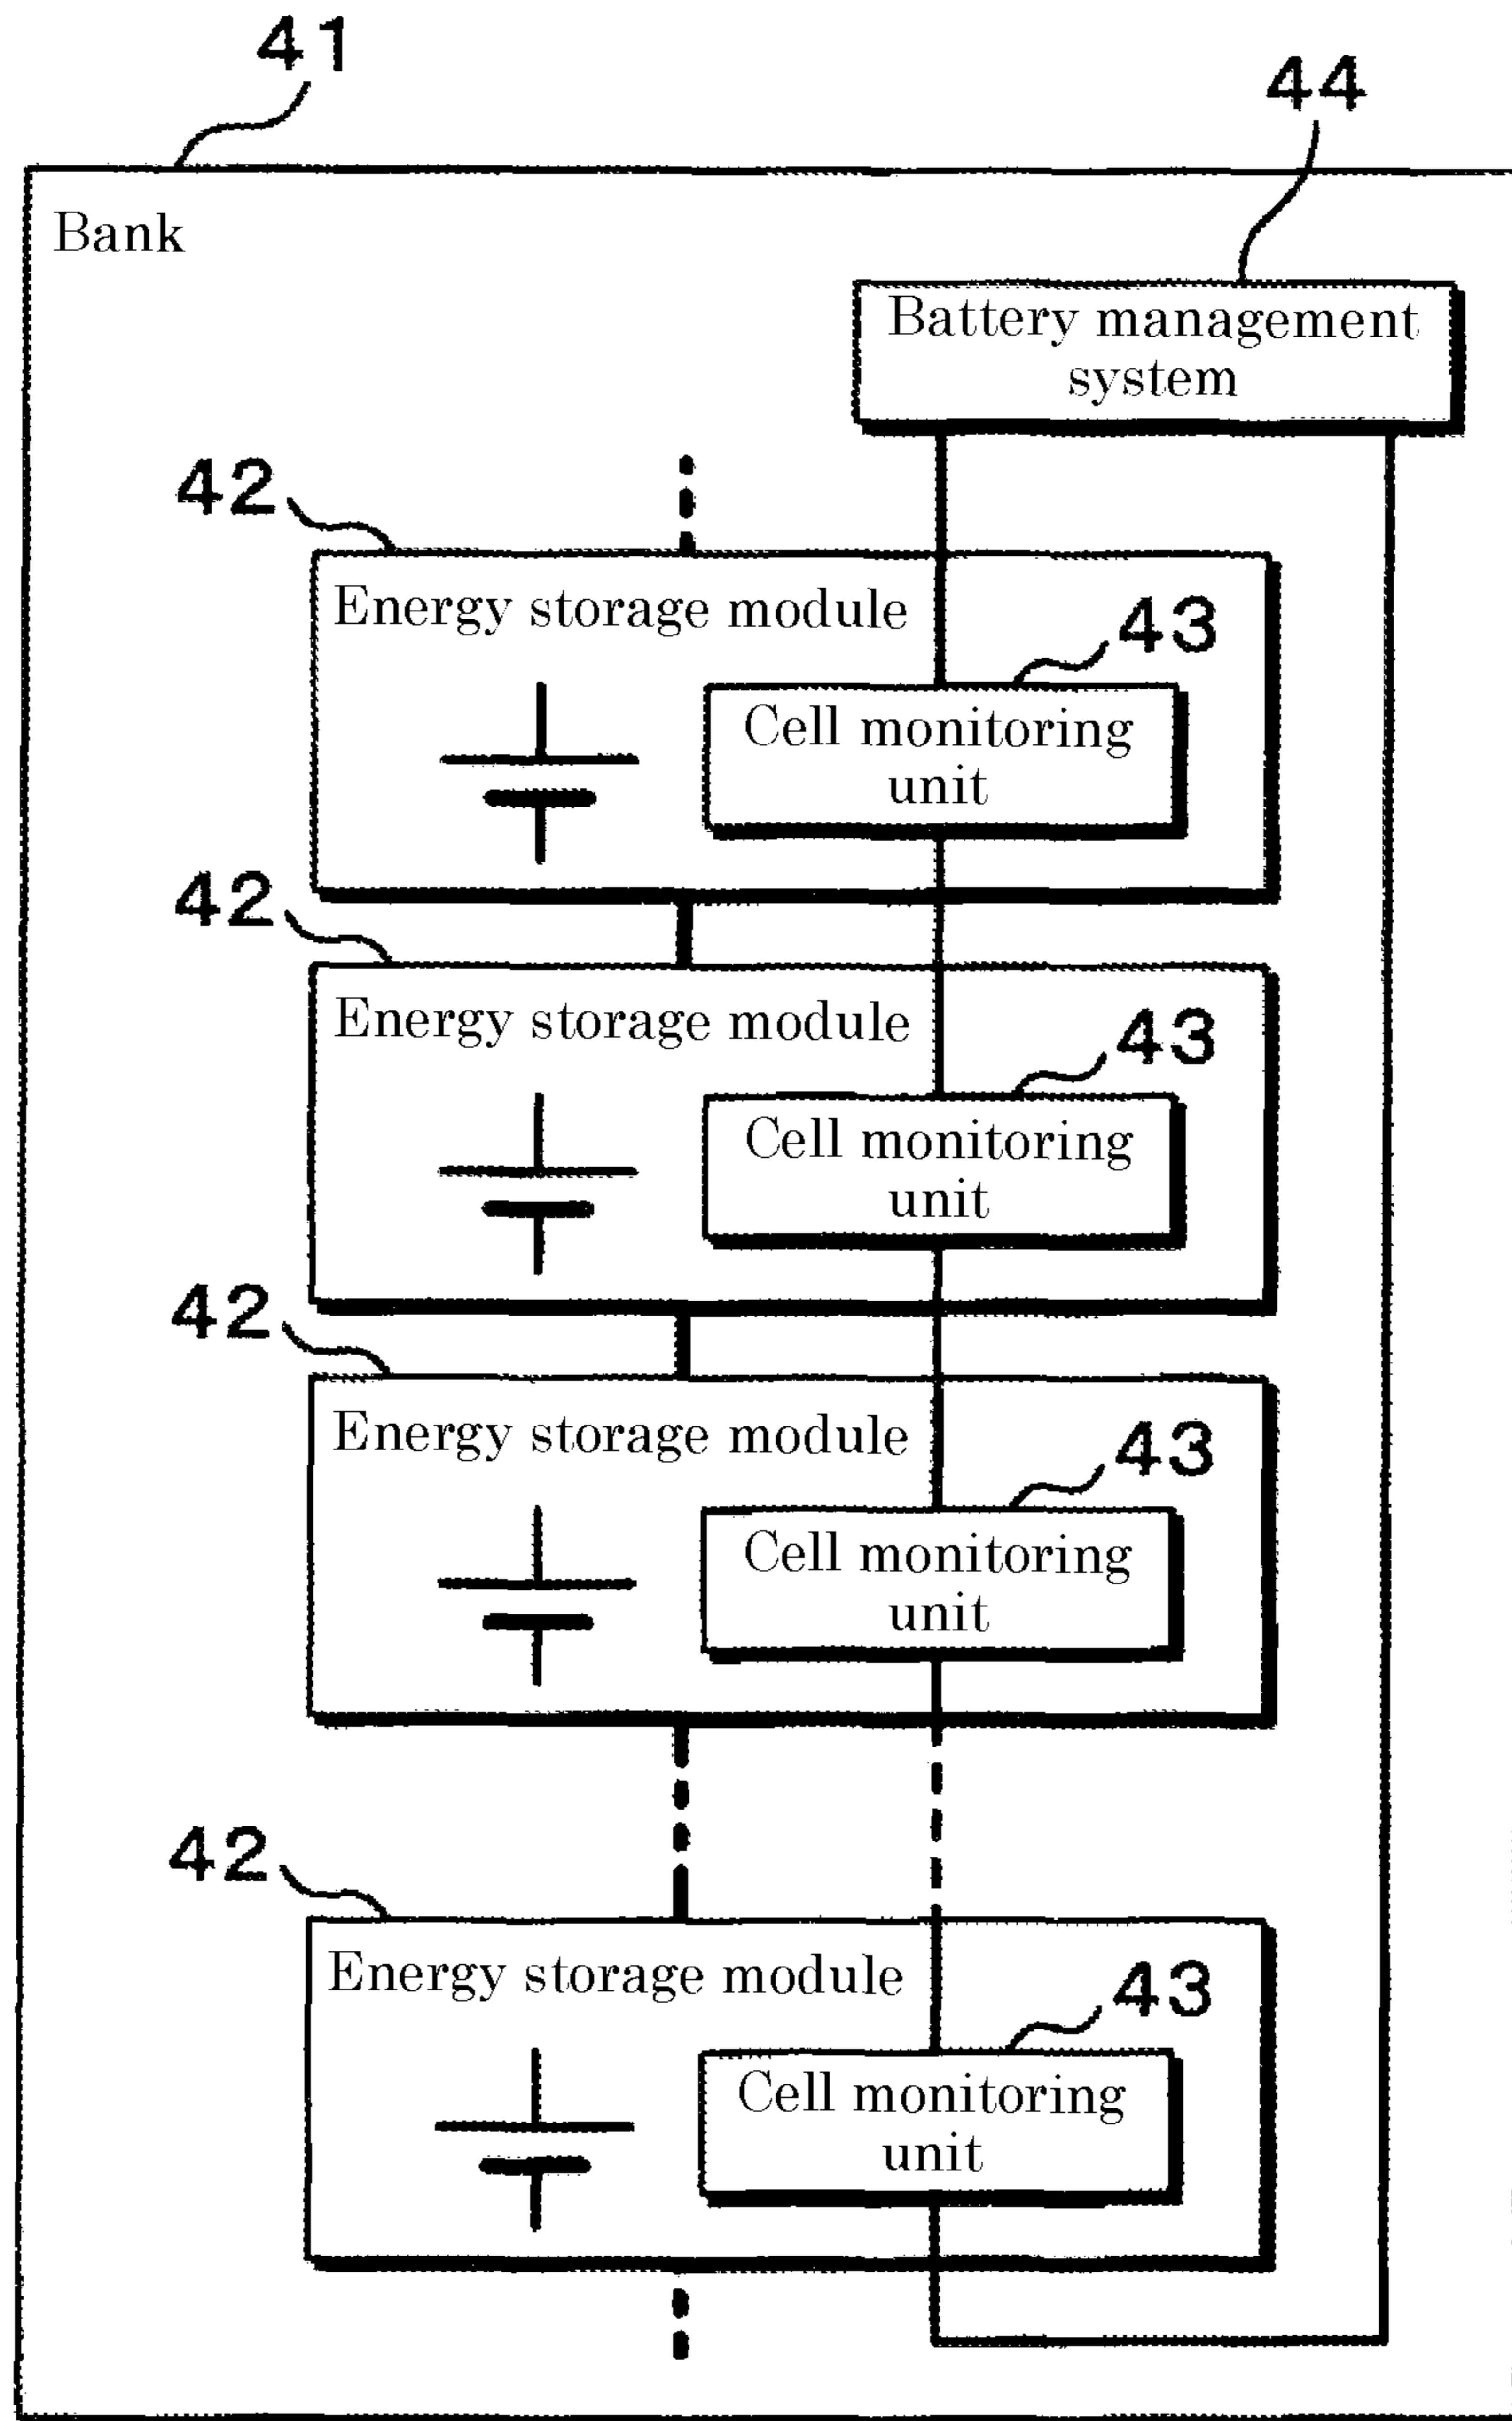 41
44
Bank
Battery management
system
42
Energy storage module
43
Cell monitoring
unit
42
Energy storage module
43
Cell monitoring
unit
42
Energy storage module
43
Cell monitoring
unit
42
Energy storage module
43
Cell monitoring
unit